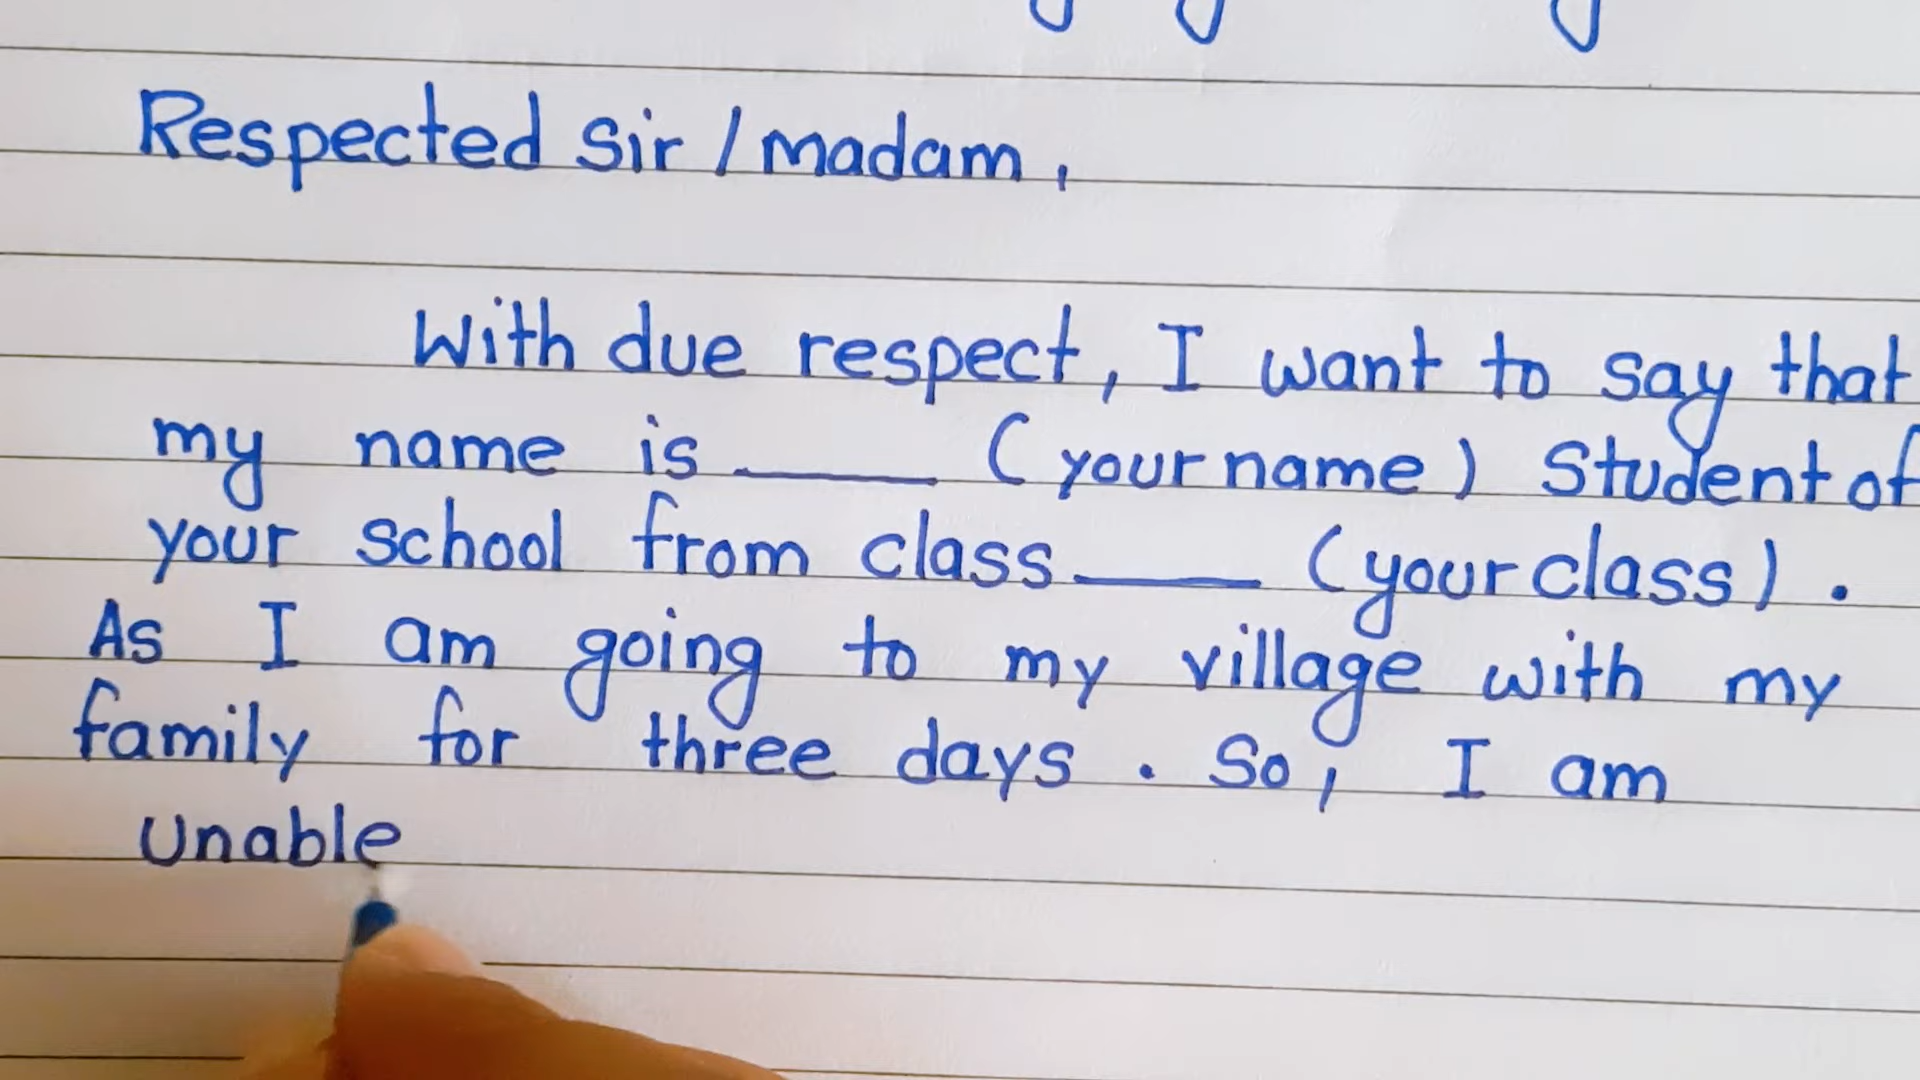 Respected Sir / madam,
With due respect, I want to say that
my name is _____ (your name) Student of
your school from class _____ (your class).
As I am going to my village with my
family for three days. So, I am
unable